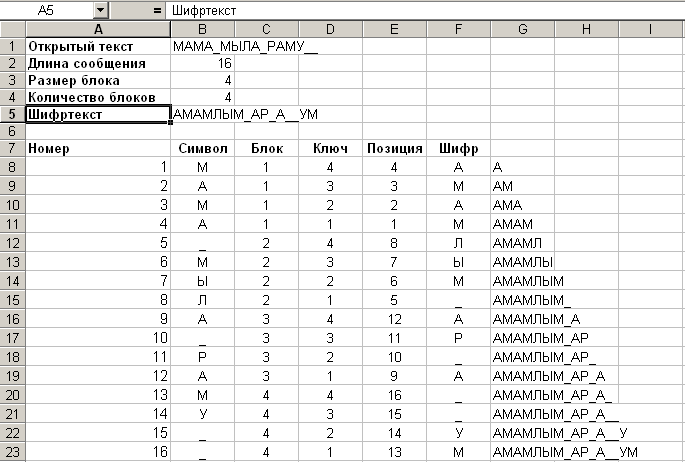 A5 = Шифртекст
A B C D E F G H I
1 Открытый текст МАМА_МЫЛА_РАМУ__
2 Длина сообщения 16
3 Размер блока 4
4 Количество блоков 4
5 Шифртекст АМАМЛЫМ_АР_А__УМ
6
7 Номер Символ Блок Ключ Позиция Шифр
8 1 М 1 4 4 А А
9 2 А 1 3 3 М АМ
10 3 М 1 2 2 А АМА
11 4 А 1 1 1 М АМАМ
12 5 _ 2 4 8 Л АМАМЛ
13 6 М 2 3 7 Ы АМАМЛЫ
14 7 Ы 2 2 6 М АМАМЛЫМ
15 8 Л 2 1 5 _ АМАМЛЫМ_
16 9 А 3 4 12 А АМАМЛЫМ_А
17 10 _ 3 3 11 Р АМАМЛЫМ_АР
18 11 Р 3 2 10 _ АМАМЛЫМ_АР_
19 12 А 3 1 9 А АМАМЛЫМ_АР_А
20 13 М 4 4 16 _ АМАМЛЫМ_АР_А_
21 14 У 4 3 15 _ АМАМЛЫМ_АР_А__
22 15 _ 4 2 14 У АМАМЛЫМ_АР_А__У
23 16 _ 4 1 13 М АМАМЛЫМ_АР_А__УМ